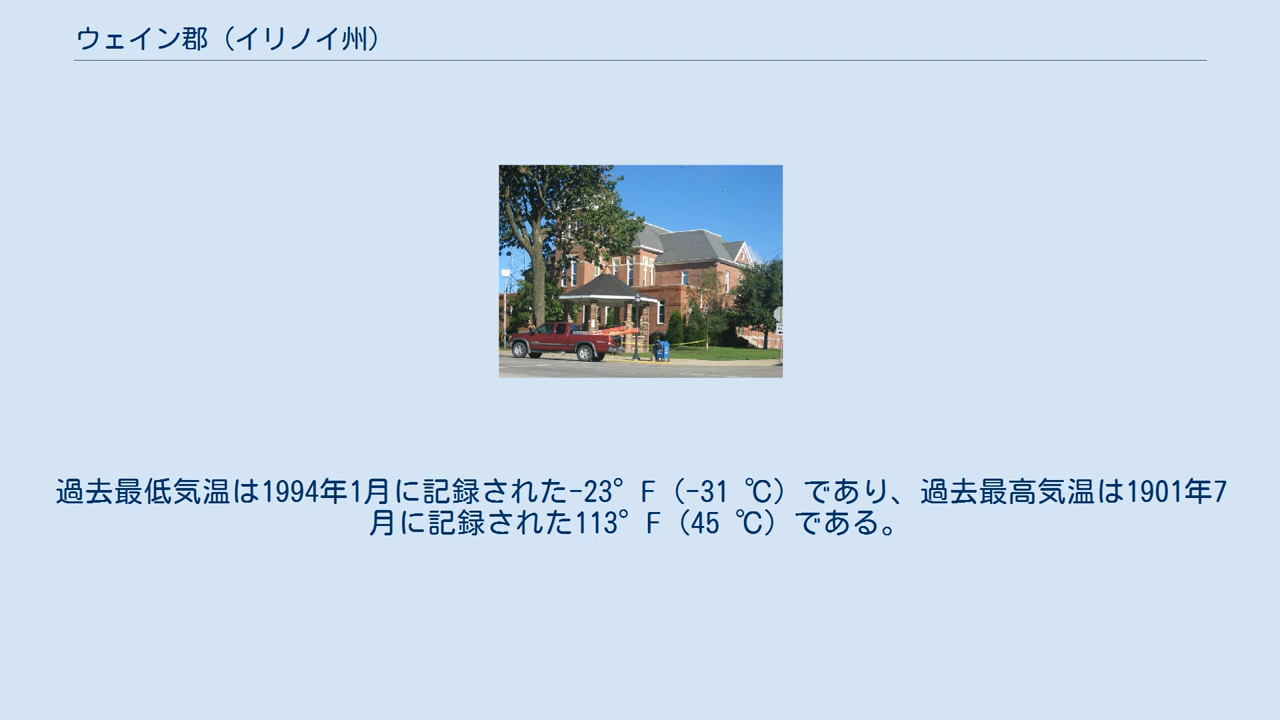 ウェイン郡（イリノイ州）
過去最低気温は1994年1月に記録された-23°F（-31 ℃）であり、過去最高気温は1901年7
月に記録された113°F（45 ℃）である。